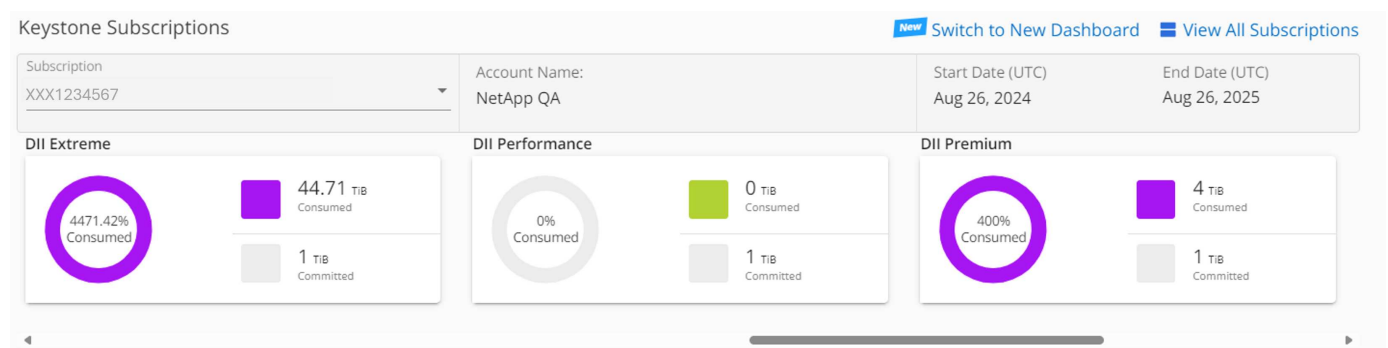 Keystone Subscriptions
New Switch to New Dashboard
View All Subscriptions
Subscription
XXX1234567
Account Name:
NetApp QA
Start Date (UTC)
Aug 26, 2024
End Date (UTC)
Aug 26, 2025
DII Extreme
4471.42%
Consumed
44.71 TiB
Consumed
1 TiB
Committed
DII Performance
0%
Consumed
0 TiB
Consumed
1 TiB
Committed
DII Premium
400%
Consumed
4 TiB
Consumed
1 TiB
Committed